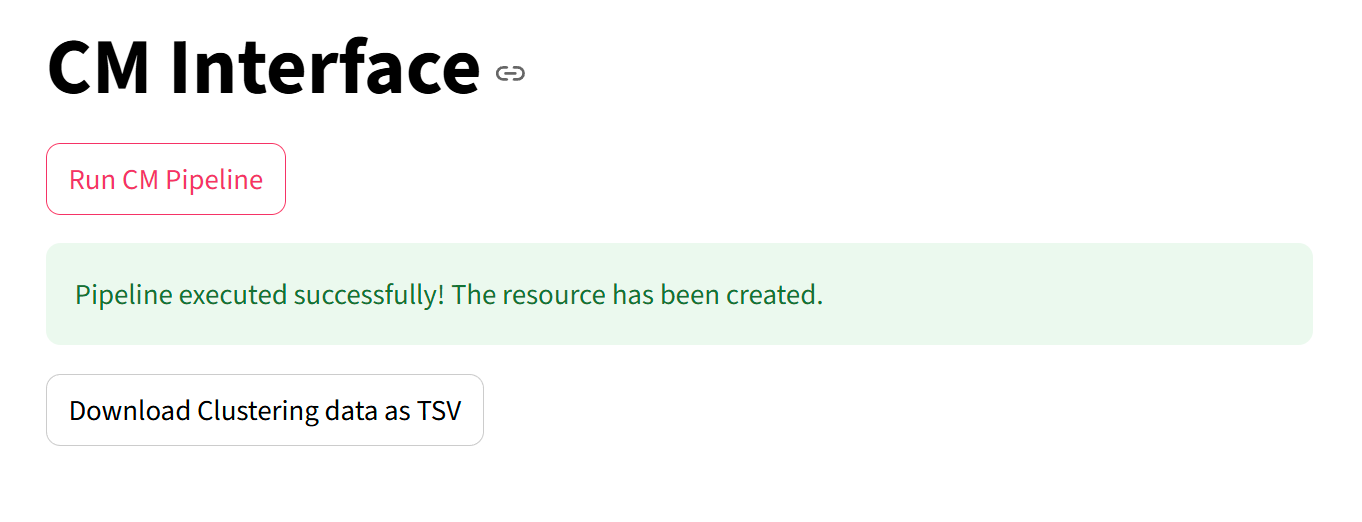 CM Interface
Run CM Pipeline
Pipeline executed successfully! The resource has been created.
Download Clustering data as TSV